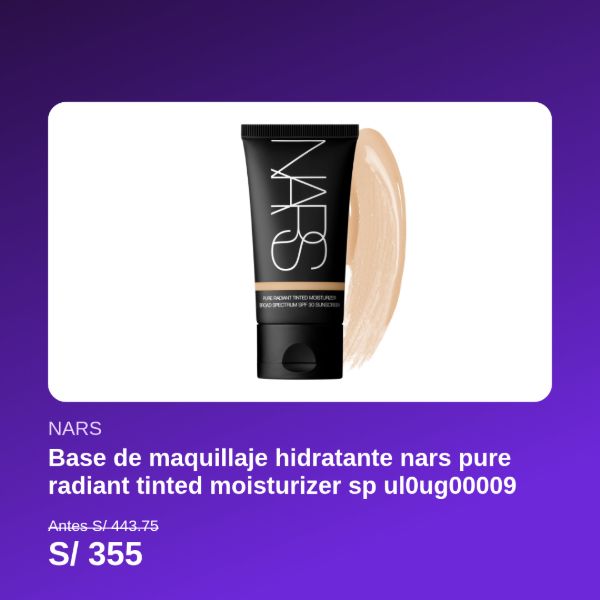 NARS
PURE RADIANT TINTED MOISTURIZER
BROAD SPECTRUM SPF 30 SUNSCREEN
NARS
Base de maquillaje hidratante nars pure
radiant tinted moisturizer sp ul0ug00009
Antes S/ 443.75
S/ 355